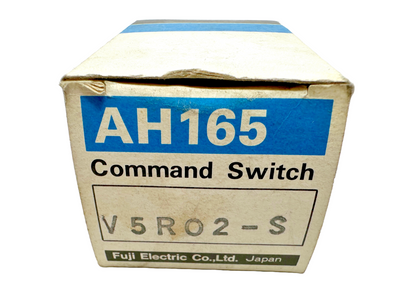 AH165
Command Switch
V5R02-S
Fuji Electric Co.,Ltd. Japan